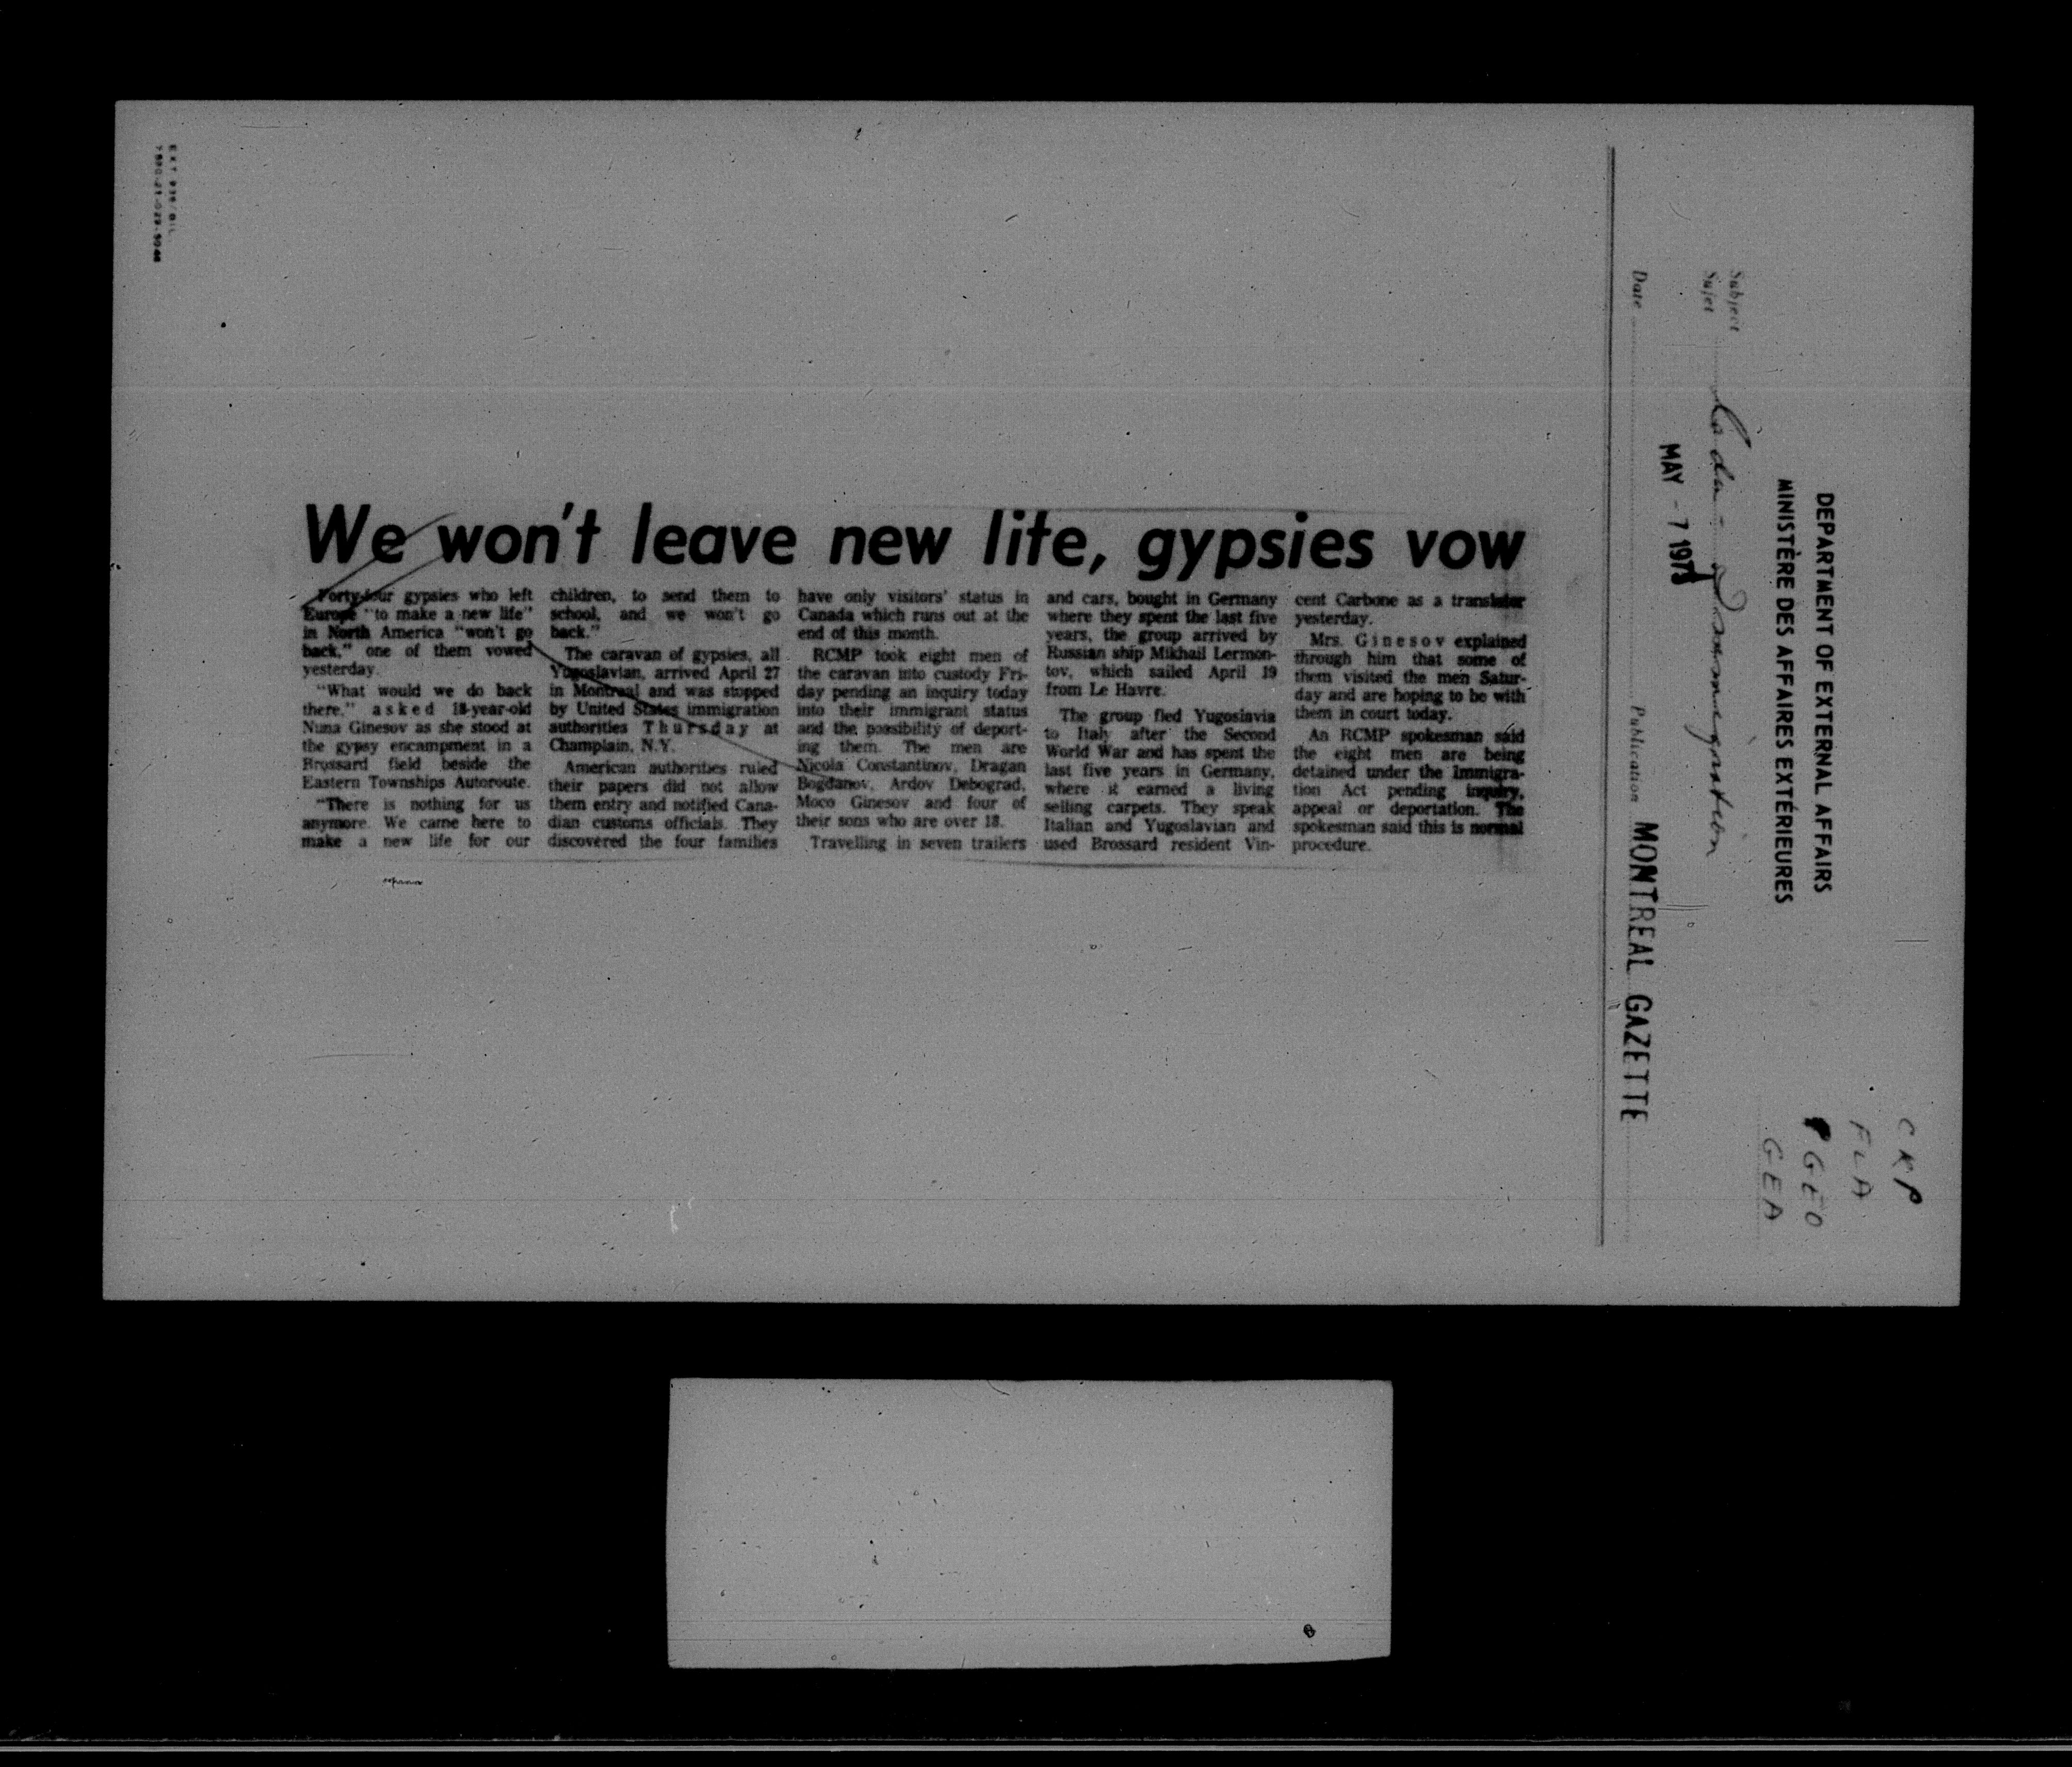 We won't leave new life, gypsies vow
Forty-four gypsies who left
Europe "to make a new life"
in North America "won't go
back," one of them vowed
yesterday.
"What would we do back
there," asked 18-year-old
Nuna Ginesov as she stood at
the gypsy encampment in a
Brossard field beside the
Eastern Townships Autoroute.
"There is nothing for us
anymore. We came here to
make a new life for our
children, to send them to
school, and we won't go
back."
The caravan of gypsies, all
Yugoslavian, arrived April 27
in Montreal and was stopped
by United States immigration
authorities Thursday at
Champlain, N.Y.
American authorities ruled
their papers did not allow
them entry and notified Cana-
dian customs officials. They
discovered the four families
have only visitors' status in
Canada which runs out at the
end of this month.
RCMP took eight men of
the caravan into custody Fri-
day pending an inquiry today
into their immigrant status
and the possibility of deport-
ing them. The men are
Nicola Constantinov, Dragan
Bogdanov, Ardov Debograd,
Moco Ginesov and four of
their sons who are over 18.
Travelling in seven trailers
and cars, bought in Germany
where they spent the last five
years, the group arrived by
Russian ship Mikhail Lermon-
tov, which sailed April 19
from Le Havre.
The group fled Yugoslavia
to Italy after the Second
World War and has spent the
last five years in Germany,
where it earned a living
selling carpets. They speak
Italian and Yugoslavian and
used Brossard resident Vin-
cent Carbone as a translator
yesterday.
Mrs. Ginesov explained
through him that some of
them visited the men Satur-
day and are hoping to be with
them in court today.
An RCMP spokesman said
the eight men are being
detained under the Immigra-
tion Act pending inquiry,
appeal or deportation. The
spokesman said this is normal
procedure.
DEPARTMENT OF EXTERNAL AFFAIRS
MINISTÈRE DES AFFAIRES EXTÉRIEURES
Subject
Sujet
Immigration
Date MAY - 7 1973 Publication MONTREAL GAZETTE
CRP
FLA
PGEO
GEA